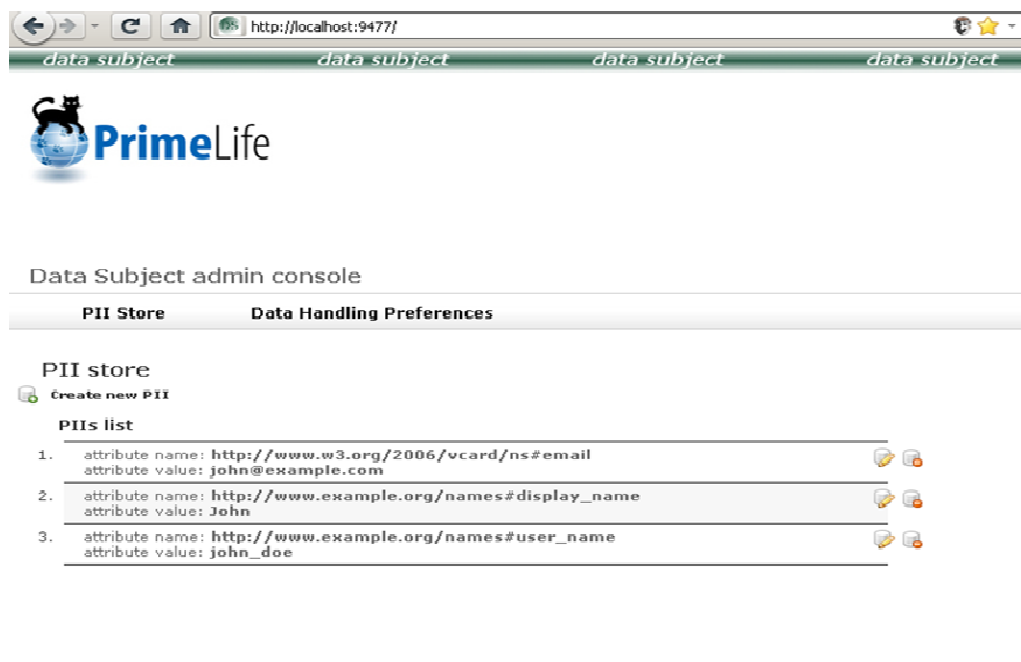 http://localhost:9477/
data subject data subject data subject data subject
PrimeLife
Data Subject admin console
PII Store Data Handling Preferences
PII store
Create new PII
PIIs list
1. attribute name: http://www.w3.org/2006/vcard/ns#email
attribute value: john@example.com
2. attribute name: http://www.example.org/names#display_name
attribute value: John
3. attribute name: http://www.example.org/names#user_name
attribute value: john_doe